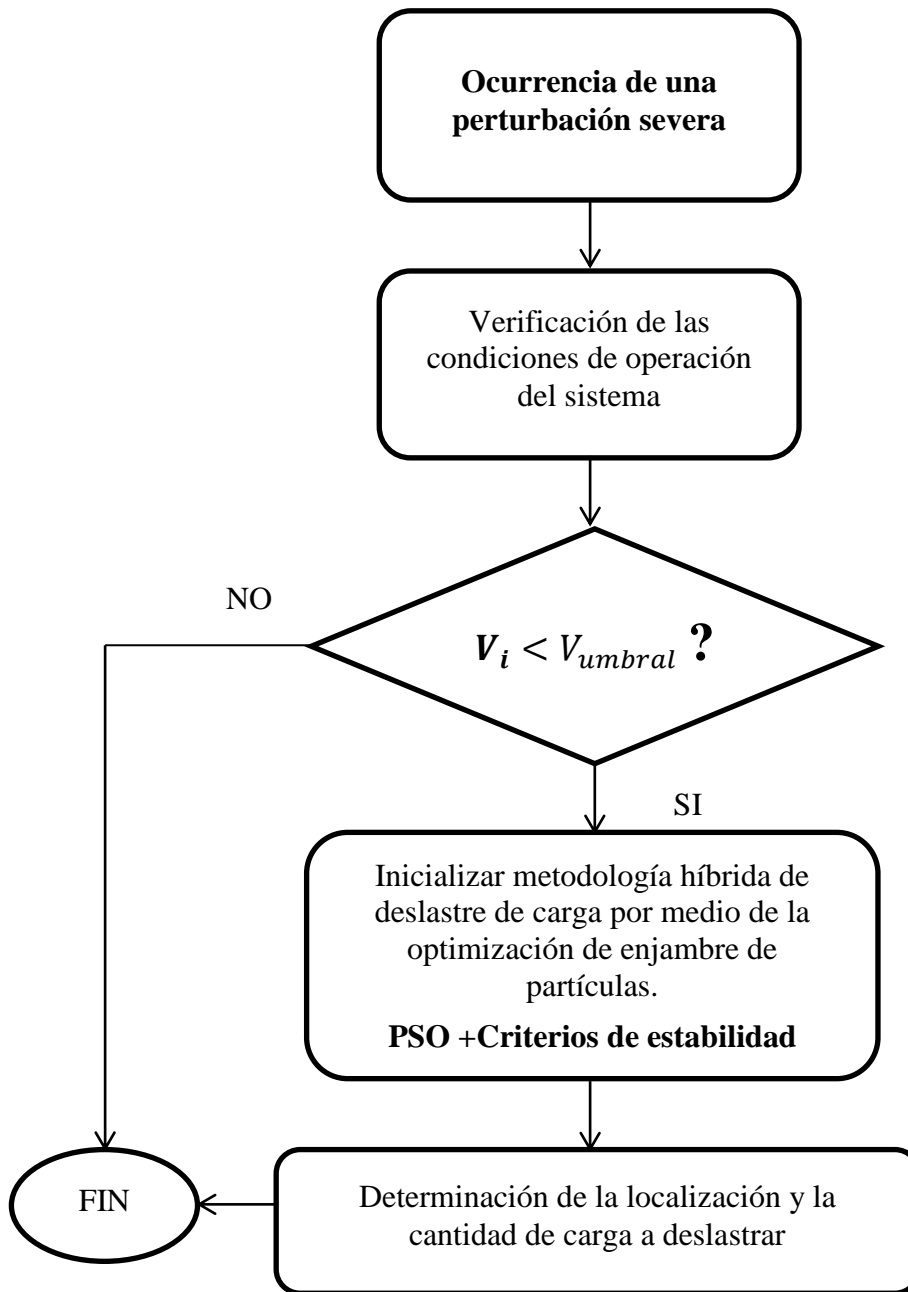 Ocurrencia de una
perturbación severa
Verificación de las
condiciones de operación
del sistema
NO
V_i < V_umbral ?
SI
Inicializar metodología híbrida de
deslastre de carga por medio de la
optimización de enjambre de
partículas.
PSO +Criterios de estabilidad
FIN
Determinación de la localización y la
cantidad de carga a deslastrar